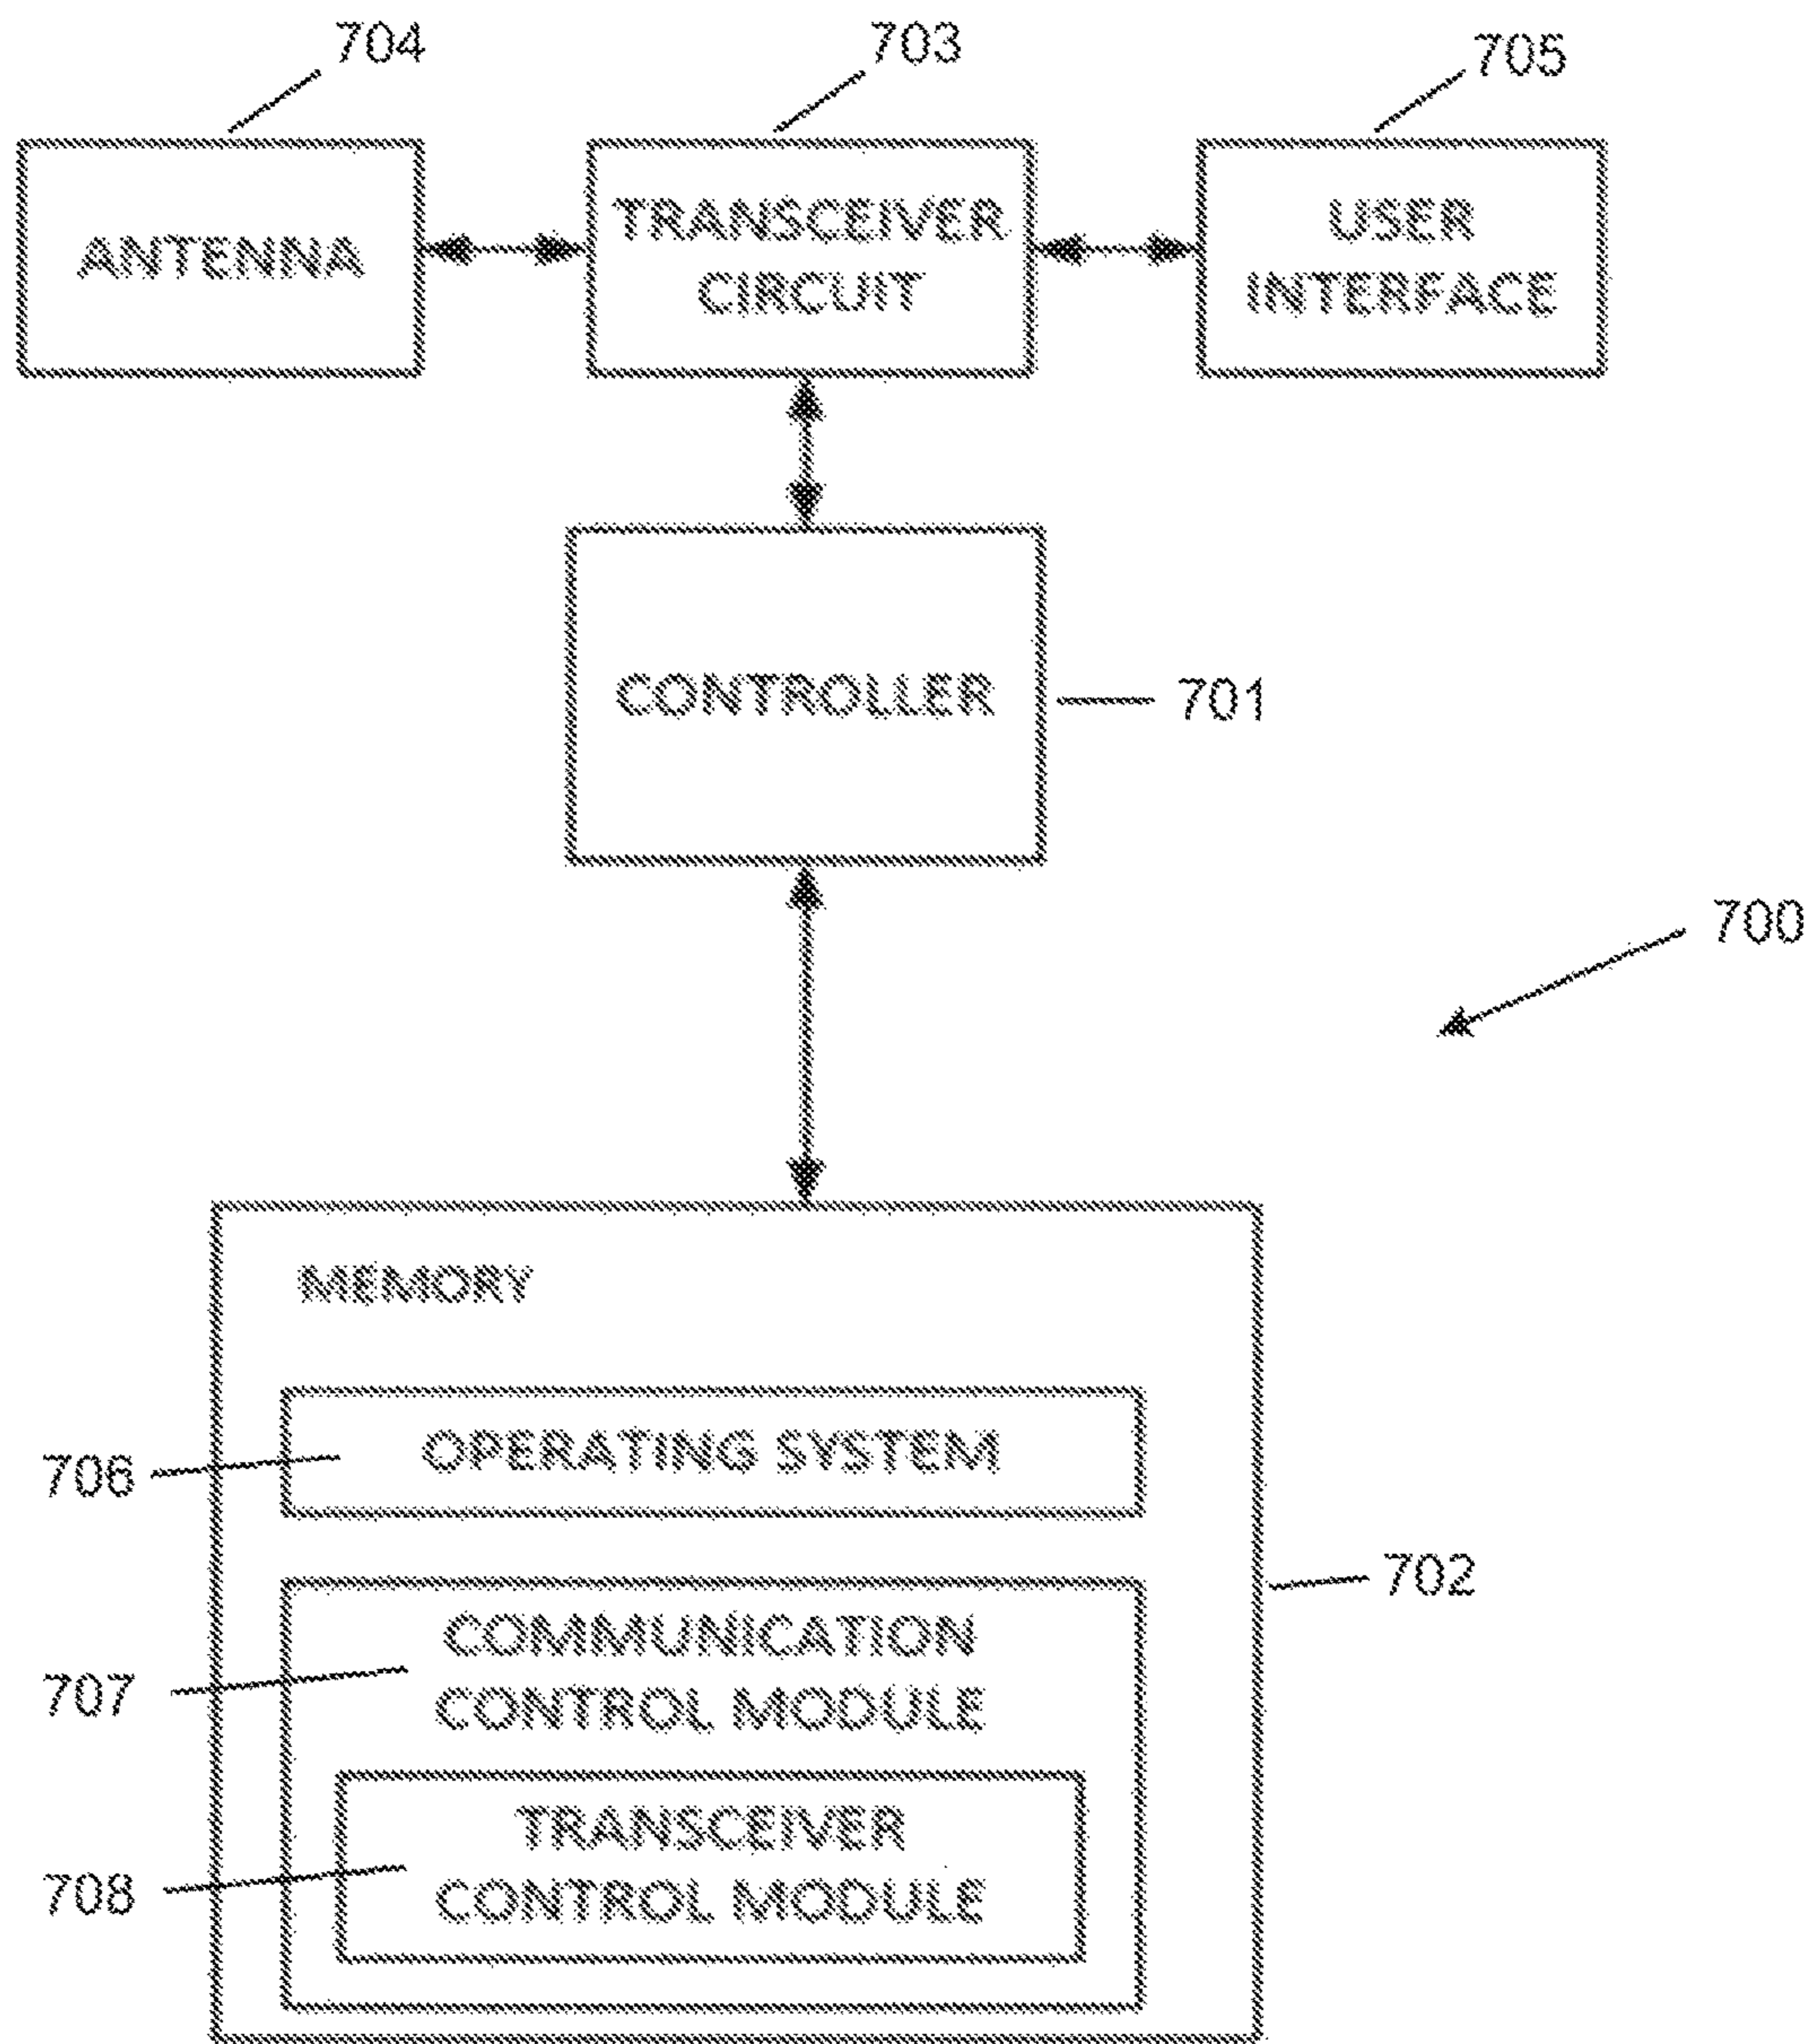 704
703
705
ANTENNA
TRANSCEIVER
CIRCUIT
USER
INTERFACE
CONTROLLER
701
700
MEMORY
OPERATING SYSTEM
706
702
COMMUNICATION
CONTROL MODULE
707
TRANSCEIVER
CONTROL MODULE
708